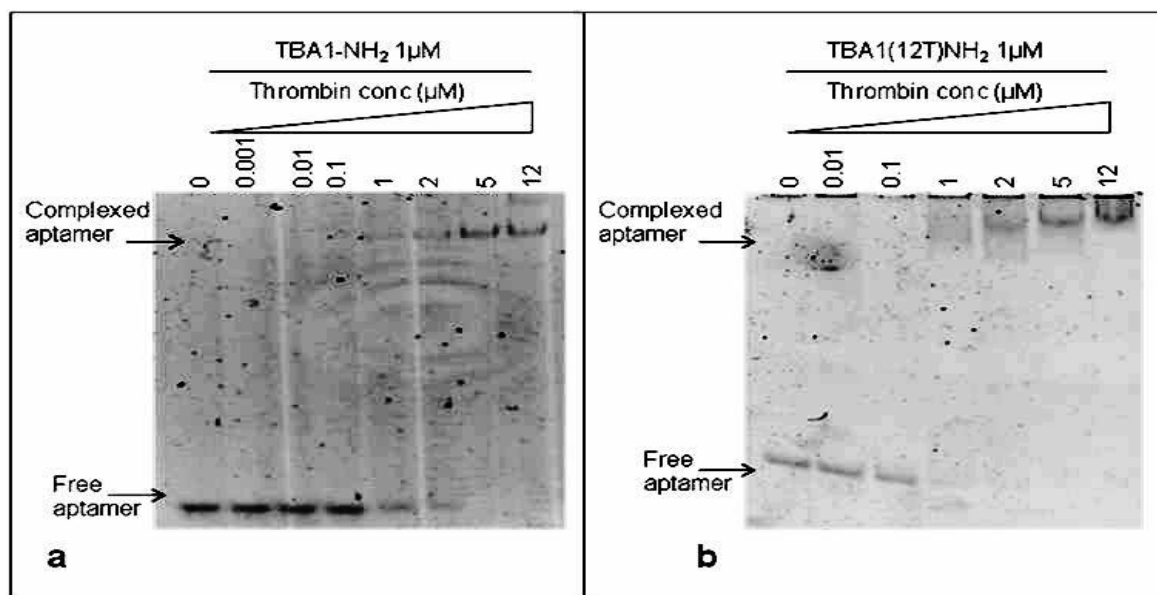 TBA1-NH₂ 1µM
Thrombin conc (µM)
0 0.001 0.01 0.1 1 2 5 12
Complexed
aptamer
Free
aptamer
a
TBA1(12T)NH₂ 1µM
Thrombin conc (µM)
0 0.01 0.1 1 2 5 12
Complexed
aptamer
Free
aptamer
b